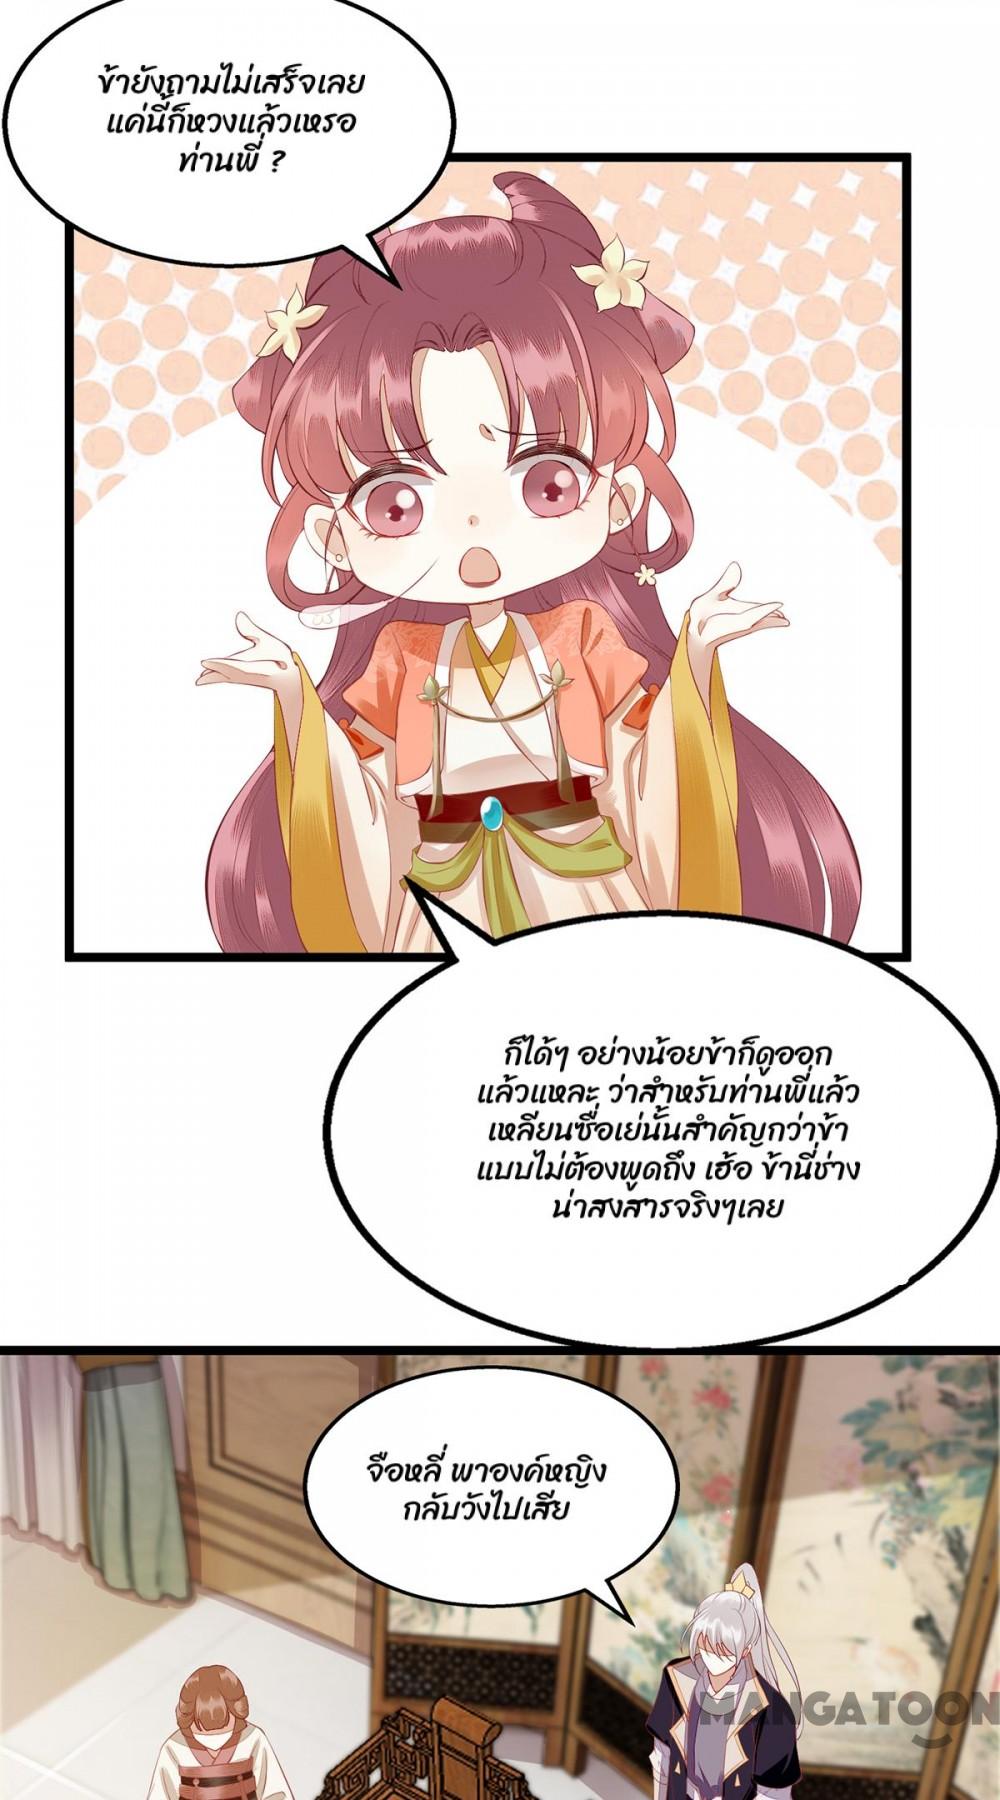 ข้ายังถามไม่เสร็จเลย
แค่นี้ก็หวงแล้วเหรอ
ท่านพี่ ?
ก็ได้ๆ อย่างน้อยข้าก็ดูออก
แล้วแหละ ว่าสำหรับท่านพี่แล้ว
เหลียนซื่อเย่นั้นสำคัญกว่าข้า
แบบไม่ต้องพูดถึง เฮ้อ ข้านี่ช่าง
น่าสงสารจริงๆเลย
จือหลี่ พาองค์หญิง
กลับวังไปเสีย
MANGATOON